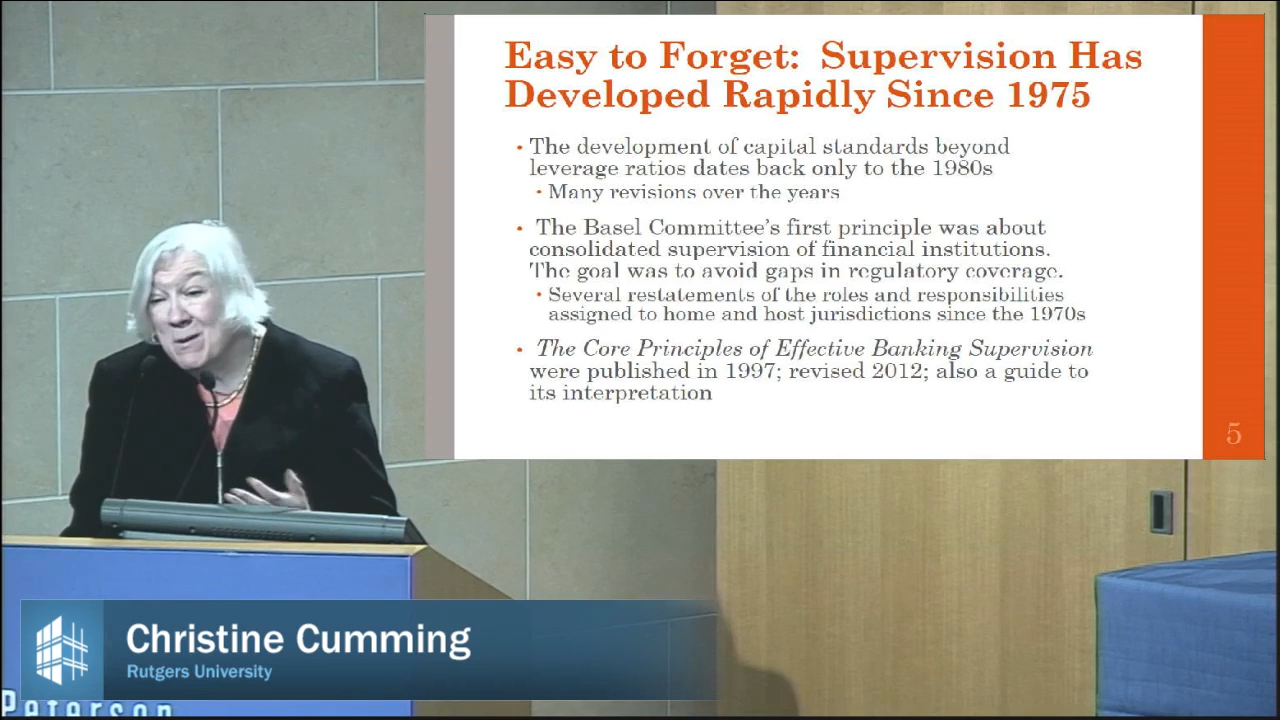 Easy to Forget: Supervision Has
Developed Rapidly Since 1975
• The development of capital standards beyond
leverage ratios dates back only to the 1980s
• Many revisions over the years
• The Basel Committee's first principle was about
consolidated supervision of financial institutions.
The goal was to avoid gaps in regulatory coverage.
• Several restatements of the roles and responsibilities
assigned to home and host jurisdictions since the 1970s
• The Core Principles of Effective Banking Supervision
were published in 1997; revised 2012; also a guide to
its interpretation
5
Christine Cumming
Rutgers University
Peterson